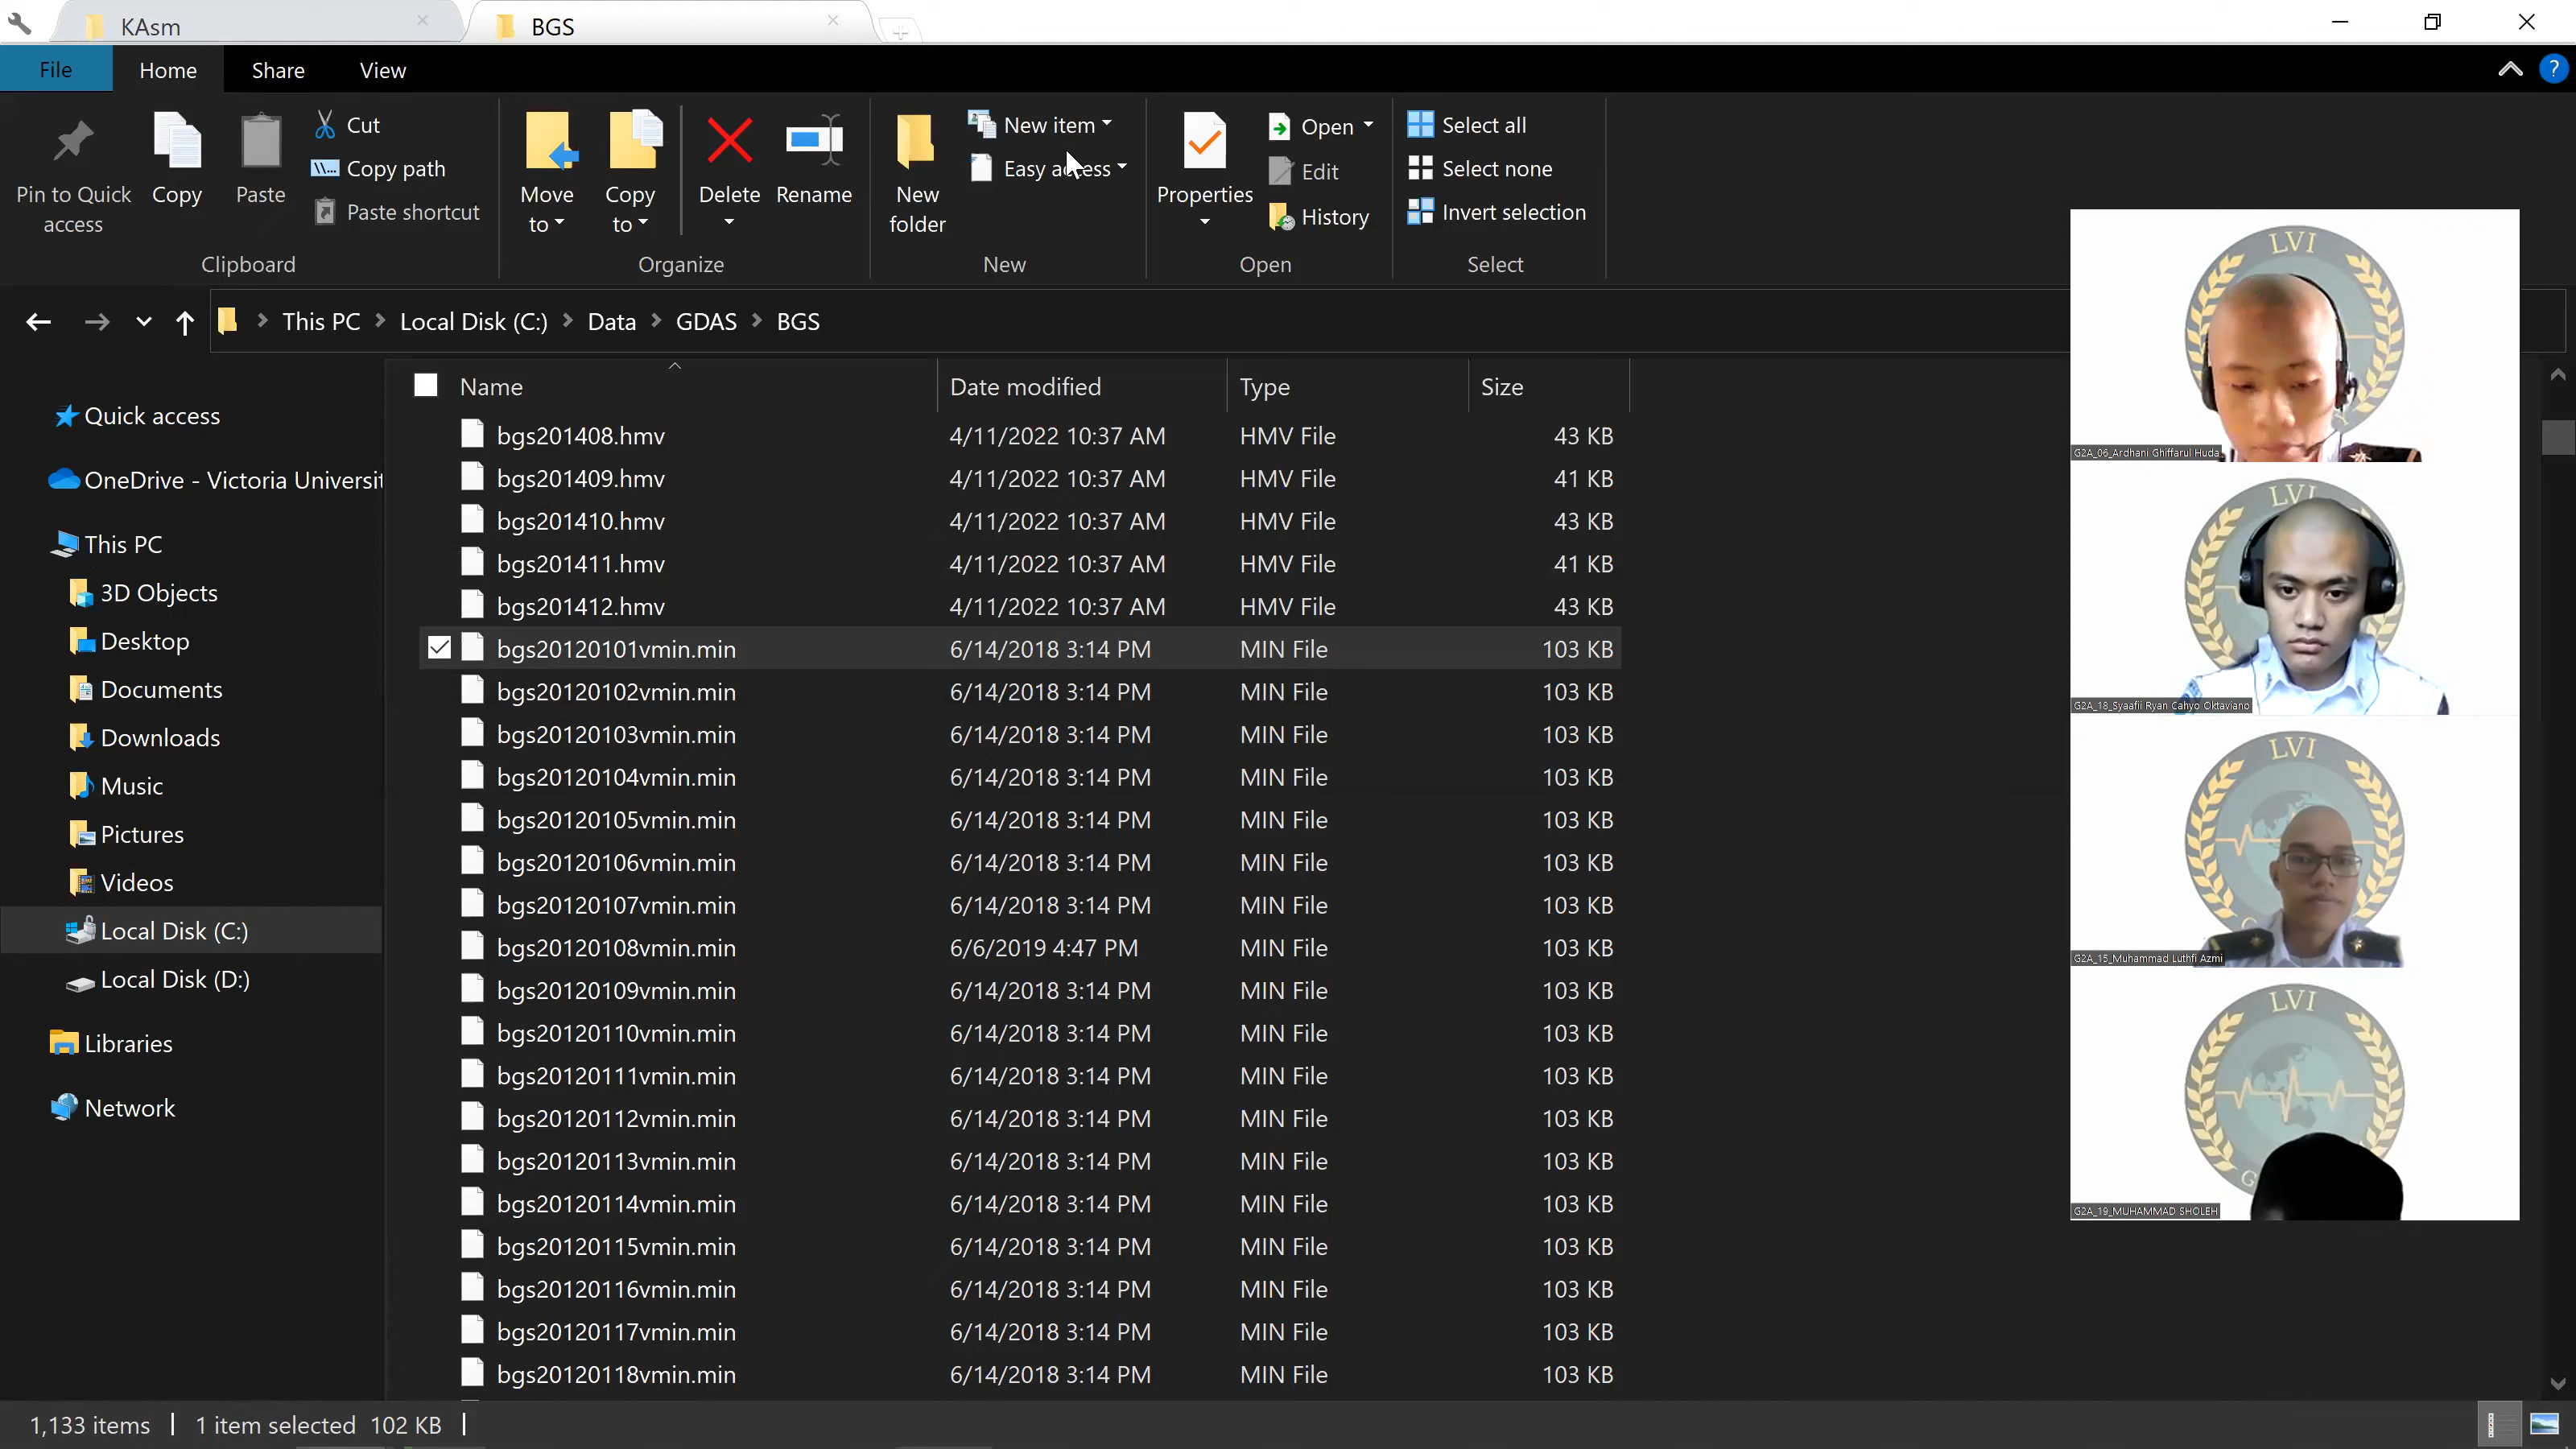 KAsm
BGS
File
Home
Share
View
?
Pin to Quick
access
Copy
Paste
Cut
Copy path
Paste shortcut
Clipboard
Move
to
Copy
to
Delete
Rename
Organize
New
folder
New item
Easy access
New
Properties
Open
Edit
History
Open
Select all
Select none
Invert selection
Select
This PC
Local Disk (C:)
Data
GDAS
BGS
Quick access
OneDrive - Victoria Universit
This PC
3D Objects
Desktop
Documents
Downloads
Music
Pictures
Videos
Local Disk (C:)
Local Disk (D:)
Libraries
Network
Name Date modified Type Size
bgs201408.hmv 4/11/2022 10:37 AM HMV File 43 KB
bgs201409.hmv 4/11/2022 10:37 AM HMV File 41 KB
bgs201410.hmv 4/11/2022 10:37 AM HMV File 43 KB
bgs201411.hmv 4/11/2022 10:37 AM HMV File 41 KB
bgs201412.hmv 4/11/2022 10:37 AM HMV File 43 KB
bgs20120101vmin.min 6/14/2018 3:14 PM MIN File 103 KB
bgs20120102vmin.min 6/14/2018 3:14 PM MIN File 103 KB
bgs20120103vmin.min 6/14/2018 3:14 PM MIN File 103 KB
bgs20120104vmin.min 6/14/2018 3:14 PM MIN File 103 KB
bgs20120105vmin.min 6/14/2018 3:14 PM MIN File 103 KB
bgs20120106vmin.min 6/14/2018 3:14 PM MIN File 103 KB
bgs20120107vmin.min 6/14/2018 3:14 PM MIN File 103 KB
bgs20120108vmin.min 6/6/2019 4:47 PM MIN File 103 KB
bgs20120109vmin.min 6/14/2018 3:14 PM MIN File 103 KB
bgs20120110vmin.min 6/14/2018 3:14 PM MIN File 103 KB
bgs20120111vmin.min 6/14/2018 3:14 PM MIN File 103 KB
bgs20120112vmin.min 6/14/2018 3:14 PM MIN File 103 KB
bgs20120113vmin.min 6/14/2018 3:14 PM MIN File 103 KB
bgs20120114vmin.min 6/14/2018 3:14 PM MIN File 103 KB
bgs20120115vmin.min 6/14/2018 3:14 PM MIN File 103 KB
bgs20120116vmin.min 6/14/2018 3:14 PM MIN File 103 KB
bgs20120117vmin.min 6/14/2018 3:14 PM MIN File 103 KB
bgs20120118vmin.min 6/14/2018 3:14 PM MIN File 103 KB
1,133 items
1 item selected 102 KB
LVI
G2A_06_Ardhani Ghiffarul Huda
LVI
G2A_18_Syaafii Ryan Cahyo Oktaviano
LVI
G2A_15_Muhammad Luthfi Azmi
LVI
G2A_19_MUHAMMAD SHOLEH